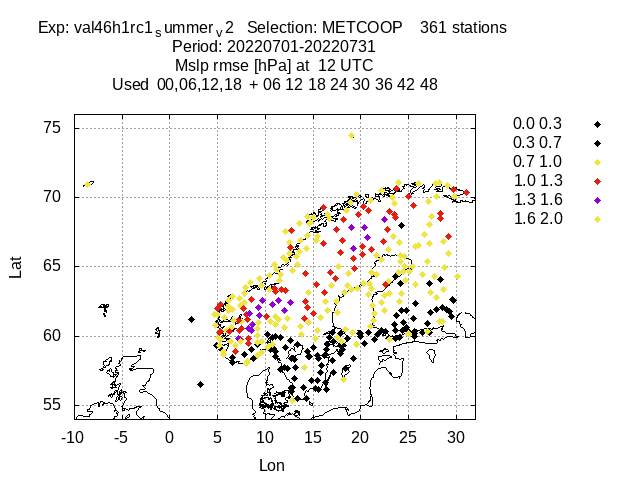 Exp: val46h1rc1summerv2 Selection: METCOOP 361 stations
Period: 20220701-20220731
Mslp rmse [hPa] at 12 UTC
Used 00,06,12,18 + 06 12 18 24 30 36 42 48
75
70
65
60
55
Lat
-10 -5 0 5 10 15 20 25 30
Lon
0.0 0.3
0.3 0.7
0.7 1.0
1.0 1.3
1.3 1.6
1.6 2.0